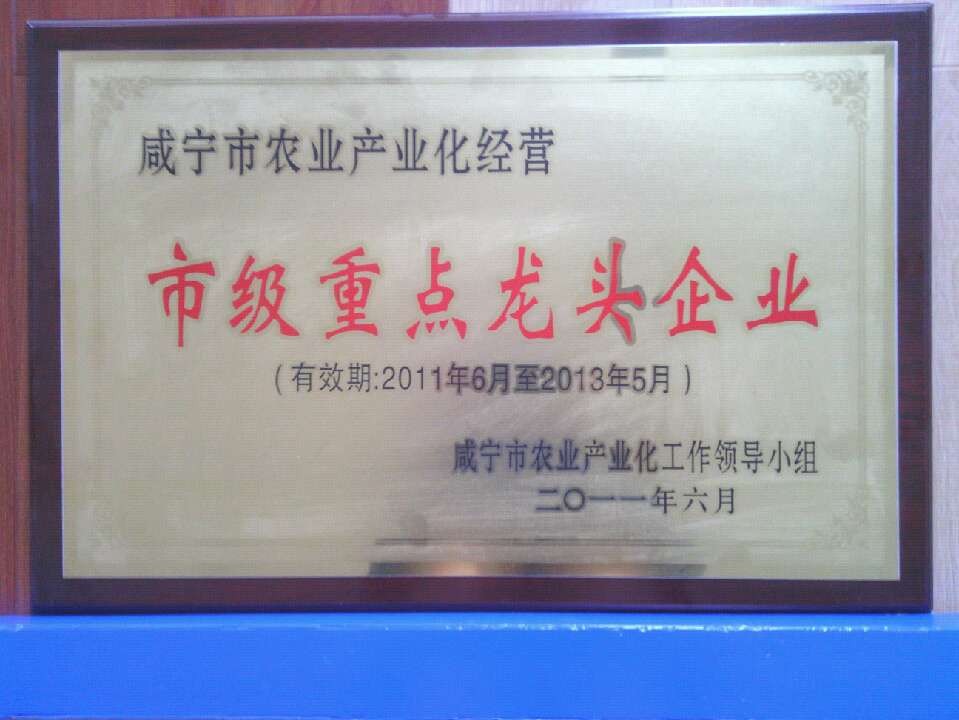 咸宁市农业产业化经营
市级重点龙头企业
(有效期:2011年6月至2013年5月)
咸宁市农业产业化工作领导小组
二〇一一年六月